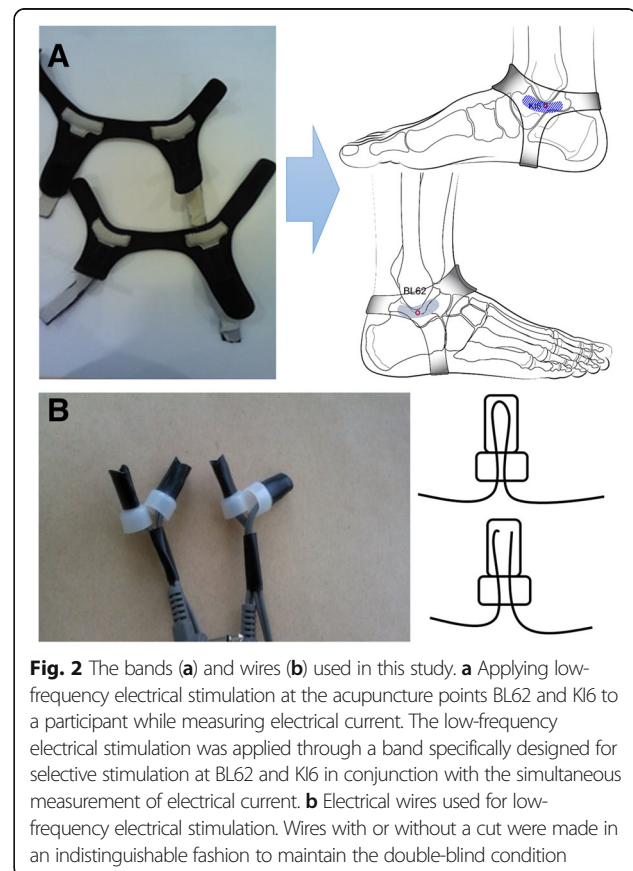 A
KI6
BL62
B
Fig. 2 The bands (a) and wires (b) used in this study. a Applying low-
frequency electrical stimulation at the acupuncture points BL62 and KI6 to
a participant while measuring electrical current. The low-frequency
electrical stimulation was applied through a band specifically designed for
selective stimulation at BL62 and KI6 in conjunction with the simultaneous
measurement of electrical current. b Electrical wires used for low-
frequency electrical stimulation. Wires with or without a cut were made in
an indistinguishable fashion to maintain the double-blind condition